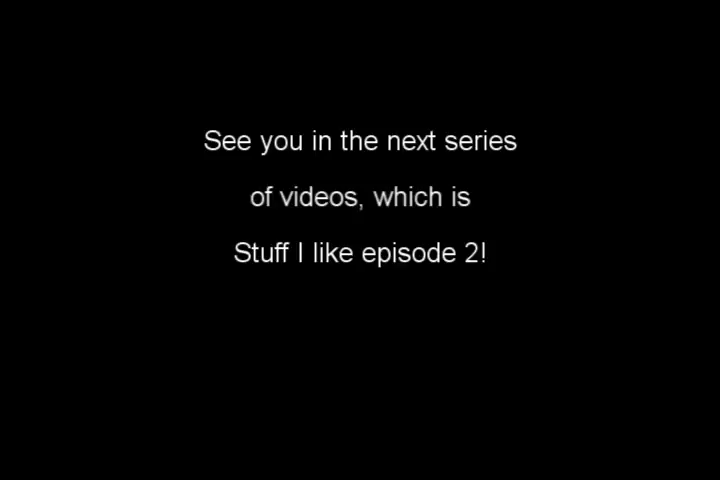 See you in the next series
of videos, which is
Stuff I like episode 2!